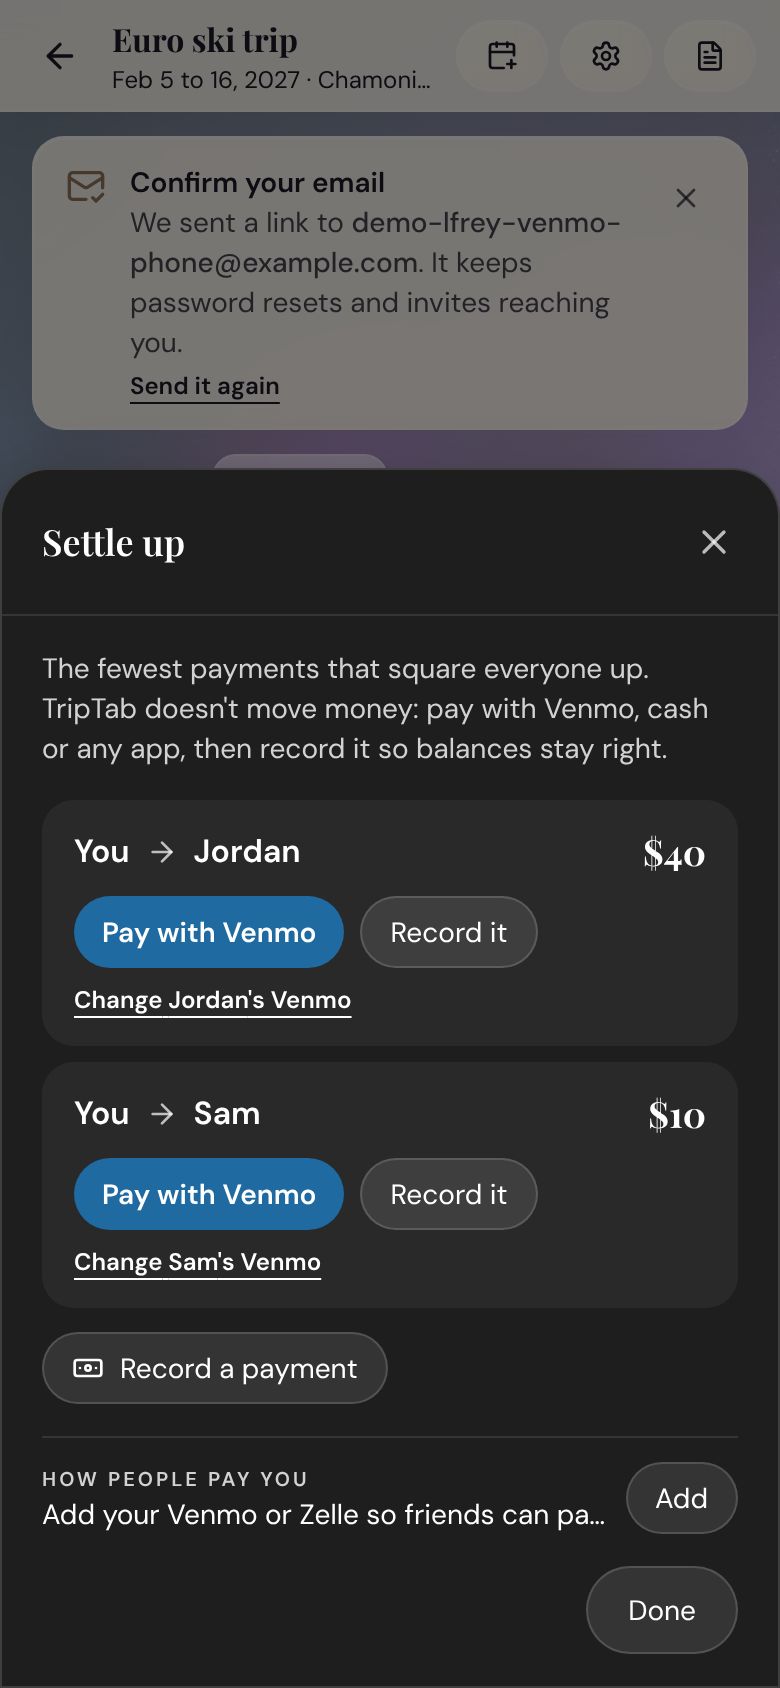 Euro ski trip
Feb 5 to 16, 2027 · Chamoni...
Confirm your email
We sent a link to demo-lfrey-venmo-
phone@example.com. It keeps
password resets and invites reaching
you.
Send it again
Settle up
The fewest payments that square everyone up.
TripTab doesn't move money: pay with Venmo, cash
or any app, then record it so balances stay right.
You → Jordan $40
Pay with Venmo Record it
Change Jordan's Venmo
You → Sam $10
Pay with Venmo Record it
Change Sam's Venmo
Record a payment
HOW PEOPLE PAY YOU
Add your Venmo or Zelle so friends can pa...
Add
Done